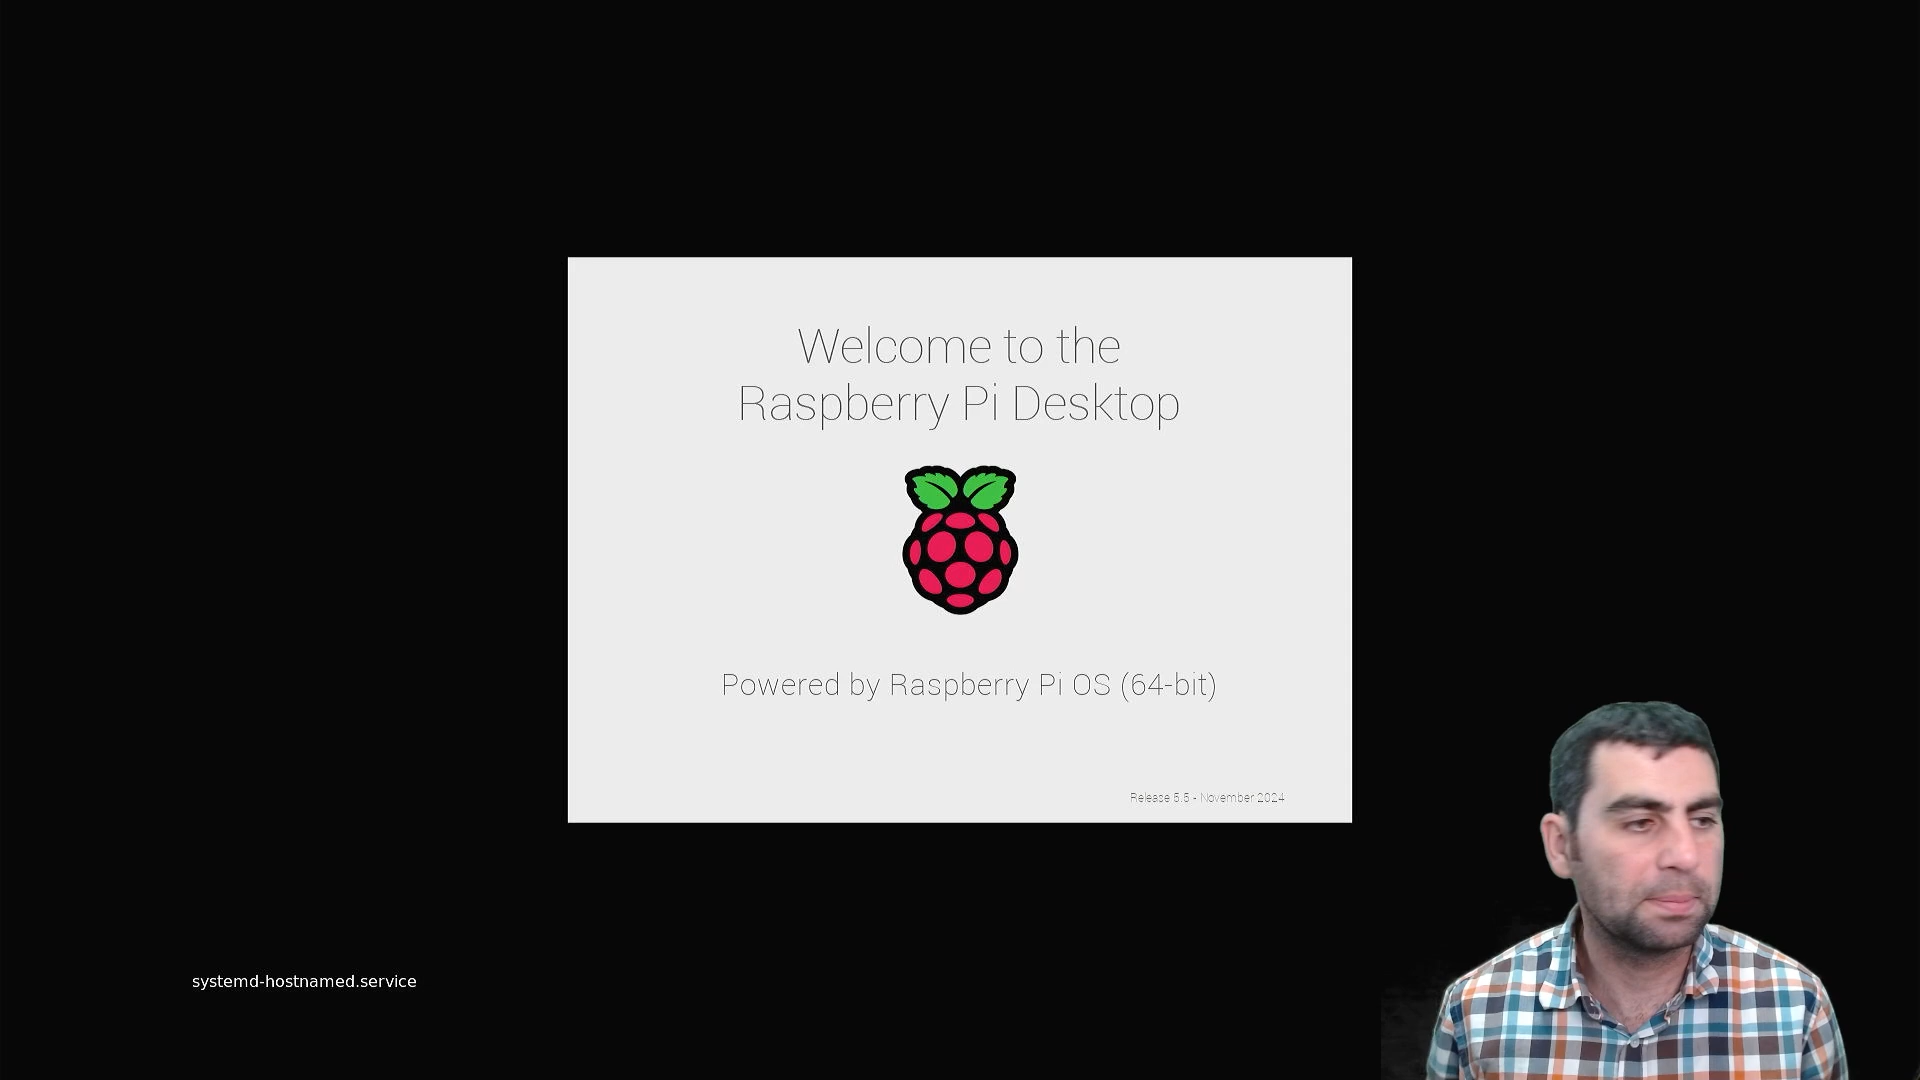 Welcome to the
Raspberry Pi Desktop
Powered by Raspberry Pi OS (64-bit)
Release 5.5 - November 2024
systemd-hostnamed.service